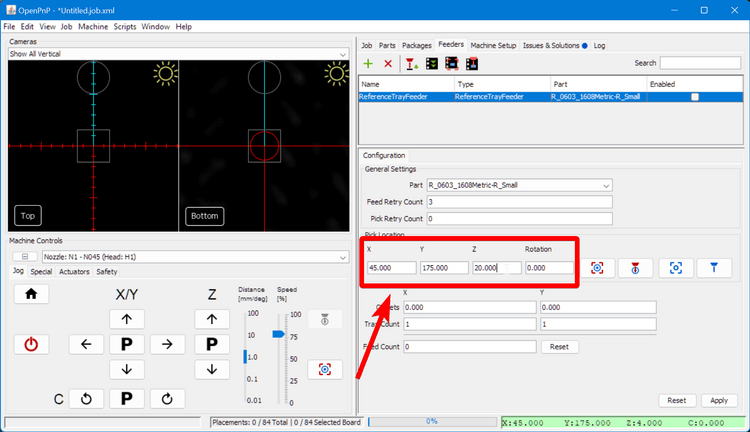 OpenPnP - *Untitled.job.xml
File Edit View Job Machine Scripts Window Help
Cameras
Show All Vertical
Top
Bottom
Machine Controls
Nozzle: N1 - N045 (Head: H1)
Jog Special Actuators Safety
X/Y
Z
Distance
[mm/deg]
Speed
[%]
100
10
1.0
0.1
0.01
100
75
50
25
0
P
P
C
P
Job Parts Packages Feeders Machine Setup Issues & Solutions Log
Search
Name Type Part Enabled
ReferenceTrayFeeder ReferenceTrayFeeder R_0603_1608Metric-R_Small
Configuration
General Settings
Part R_0603_1608Metric-R_Small
Feed Retry Count 3
Pick Retry Count 0
Pick Location
X Y Z Rotation
45.000 175.000 20.000 0.000
X Y
0.000 0.000
Tray Count 1 1
Feed Count 0 Reset
Reset Apply
Placements: 0 / 84 Total | 0 / 84 Selected Board
0%
X:45.000 Y:175.000 Z:4.000 C:0.000